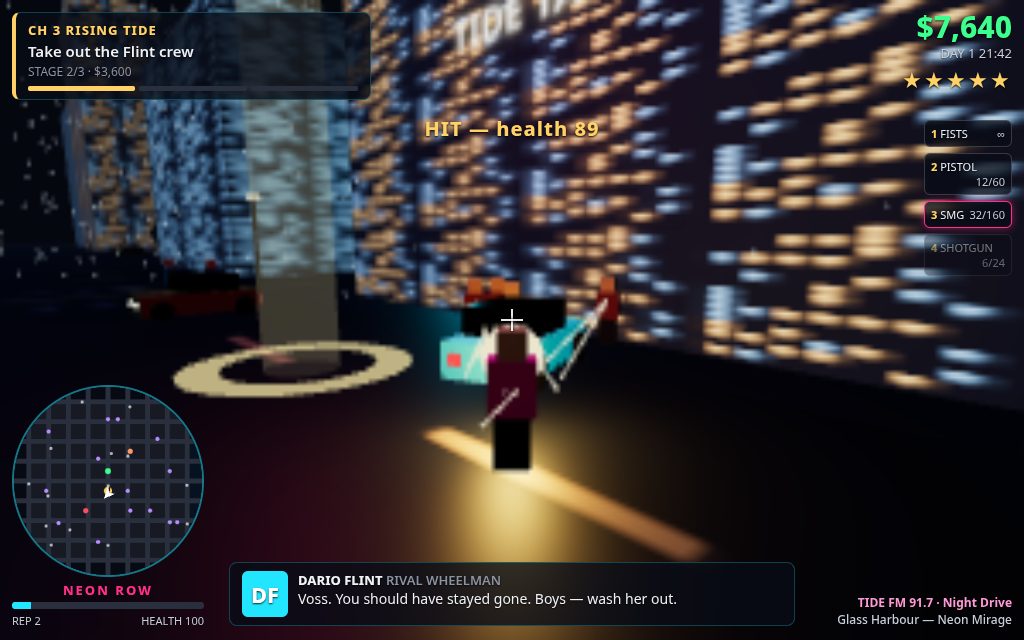 CH 3 RISING TIDE
Take out the Flint crew
STAGE 2/3 · $3,600
$7,640
DAY 1 21:42
★★★★★
HIT — health 89
1 FISTS ∞
2 PISTOL
12/60
3 SMG 32/160
4 SHOTGUN
6/24
TIDE
NEON ROW
REP 2
HEALTH 100
DF
DARIO FLINT RIVAL WHEELMAN
Voss. You should have stayed gone. Boys — wash her out.
TIDE FM 91.7 · Night Drive
Glass Harbour — Neon Mirage